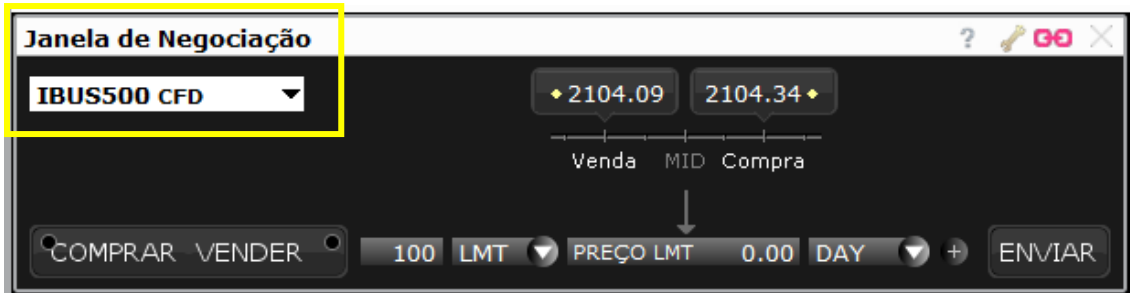 Janela de Negociação ?
IBUS500 CFD
2104.09 2104.34
Venda MID Compra
COMPRAR VENDER 100 LMT PREÇO LMT 0.00 DAY + ENVIAR